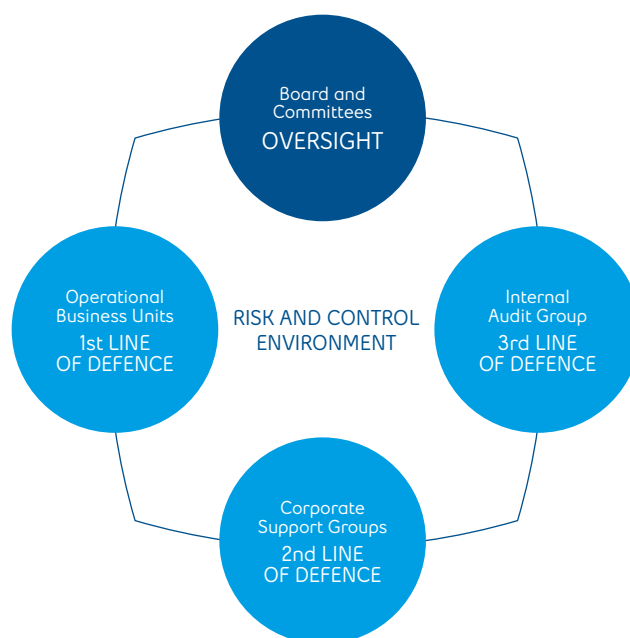 Board and
Committees
OVERSIGHT
Operational
Business Units
1st LINE
OF DEFENCE
RISK AND CONTROL
ENVIRONMENT
Internal
Audit Group
3rd LINE
OF DEFENCE
Corporate
Support Groups
2nd LINE
OF DEFENCE